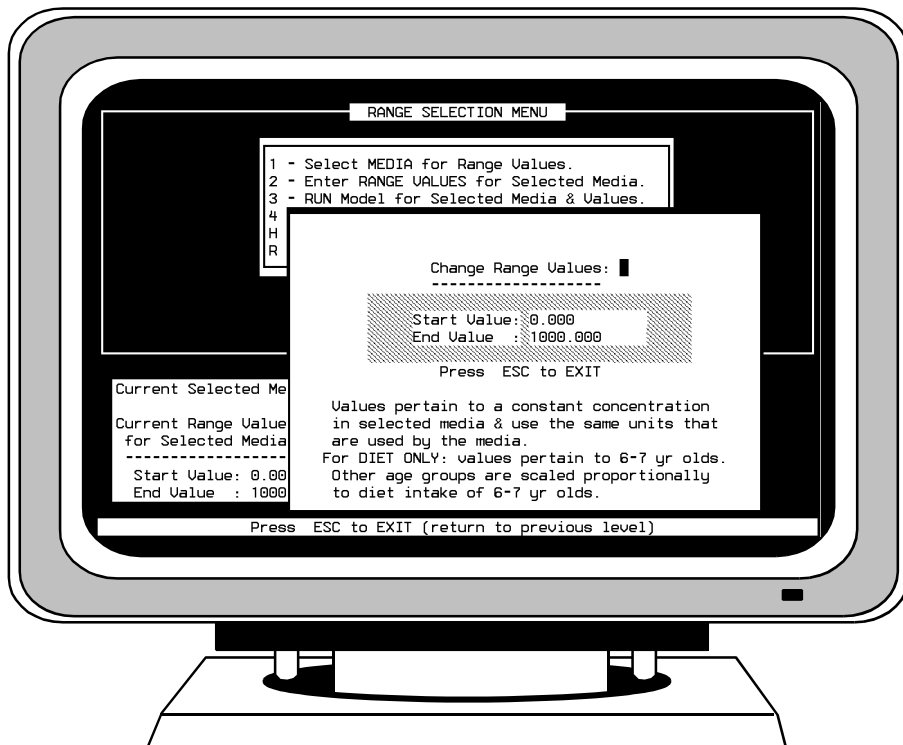 RANGE SELECTION MENU
1 - Select MEDIA for Range Values.
2 - Enter RANGE VALUES for Selected Media.
3 - RUN Model for Selected Media & Values.
4
H
R
Change Range Values:
-------------------
Start Value: 0.000
End Value  : 1000.000
Press  ESC to EXIT
Values pertain to a constant concentration
in selected media & use the same units that
are used by the media.
For DIET ONLY: values pertain to 6-7 yr olds.
Other age groups are scaled proportionally
to diet intake of 6-7 yr olds.
Current Selected Me
Current Range Value
for Selected Media
------------------
Start Value: 0.00
End Value  : 1000
Press  ESC to EXIT (return to previous level)